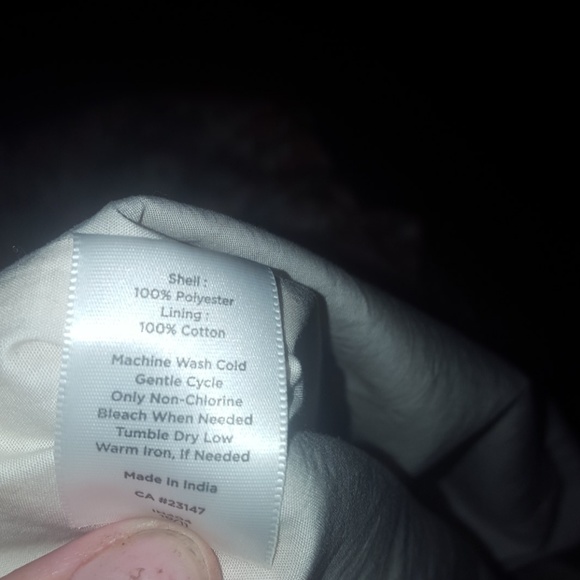 Shell :
100% Polyester
Lining :
100% Cotton
Machine Wash Cold
Gentle Cycle
Only Non-Chlorine
Bleach When Needed
Tumble Dry Low
Warm Iron, If Needed
Made In India
CA #23147